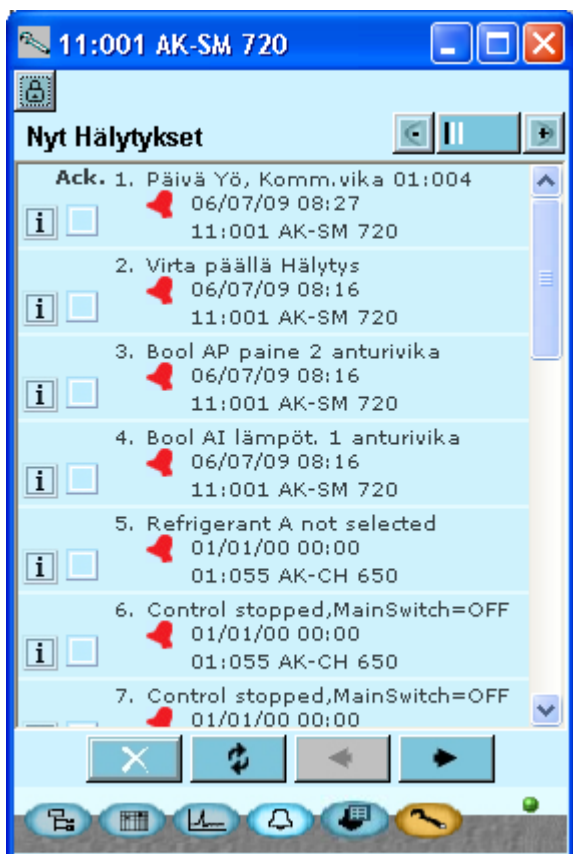 11:001 AK-SM 720
Nyt Hälytykset
Ack. 1. Päivä Yö, Komm.vika 01:004
06/07/09 08:27
i
11:001 AK-SM 720
2. Virta päällä Hälytys
06/07/09 08:16
i
11:001 AK-SM 720
3. Bool AP paine 2 anturivika
06/07/09 08:16
i
11:001 AK-SM 720
4. Bool AI lämpöt. 1 anturivika
06/07/09 08:16
i
11:001 AK-SM 720
5. Refrigerant A not selected
01/01/00 00:00
i
01:055 AK-CH 650
6. Control stopped,MainSwitch=OFF
01/01/00 00:00
i
01:055 AK-CH 650
7. Control stopped,MainSwitch=OFF
01/01/00 00:00